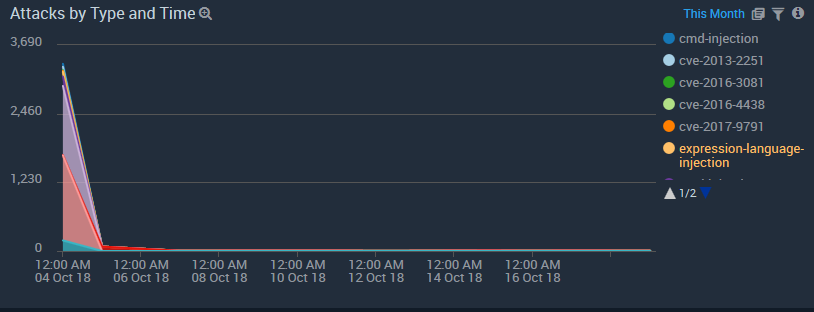 Attacks by Type and Time
This Month
3,690
2,460
1,230
0
12:00 AM 12:00 AM 12:00 AM 12:00 AM 12:00 AM 12:00 AM 12:00 AM
04 Oct 18 06 Oct 18 08 Oct 18 10 Oct 18 12 Oct 18 14 Oct 18 16 Oct 18
cmd-injection
cve-2013-2251
cve-2016-3081
cve-2016-4438
cve-2017-9791
expression-language-
injection
1/2